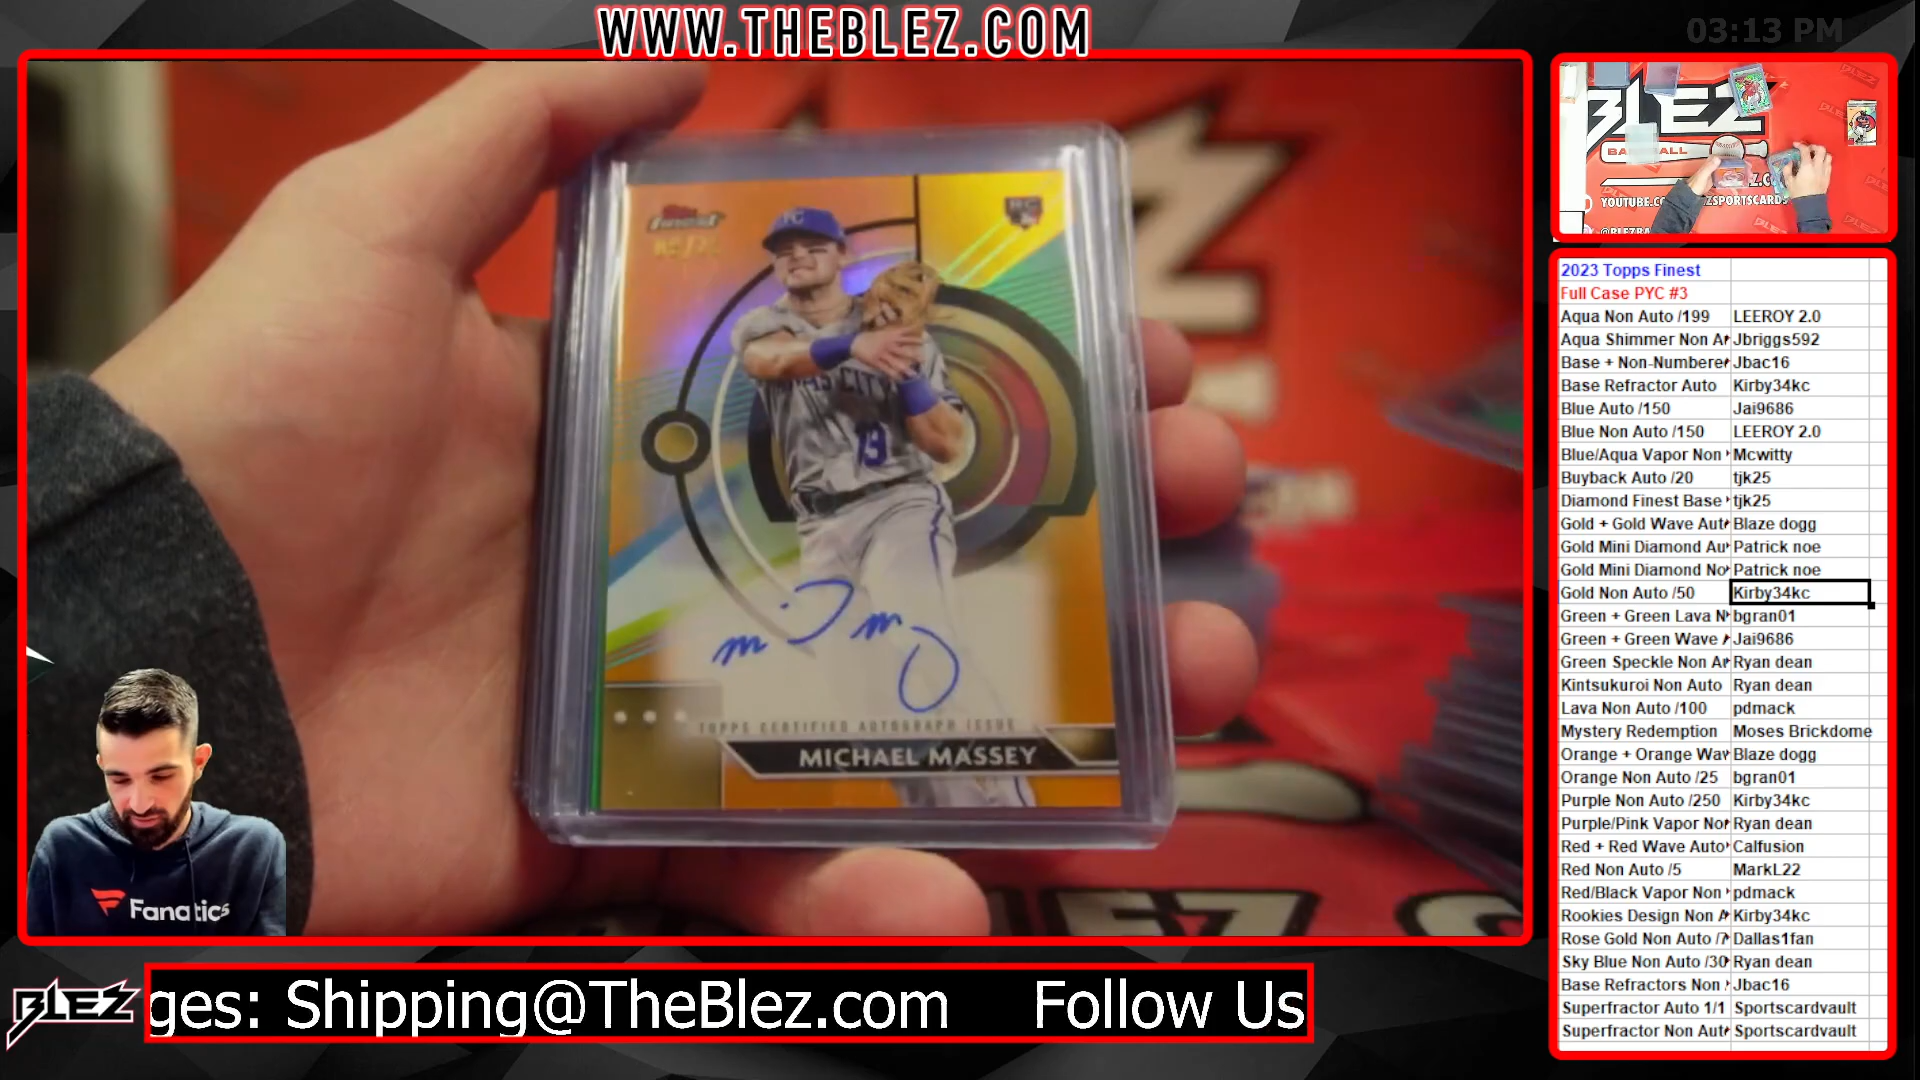 WWW.THEBLEZ.COM
03:13 PM
KC
RC
19
TOPPS CERTIFIED AUTOGRAPH ISSUE
MICHAEL MASSEY
Fanatics
BLEZ
BASEBALL
2023 Topps Finest
Full Case PYC #3
Aqua Non Auto /199 LEEROY 2.0
Aqua Shimmer Non A Jbriggs592
Base + Non-Numbere Jbac16
Base Refractor Auto Kirby34kc
Blue Auto /150 Jai9686
Blue Non Auto /150 LEEROY 2.0
Blue/Aqua Vapor Non Mcwitty
Buyback Auto /20 tjk25
Diamond Finest Base tjk25
Gold + Gold Wave Aut Blaze dogg
Gold Mini Diamond Au Patrick noe
Gold Mini Diamond No Patrick noe
Gold Non Auto /50 Kirby34kc
Green + Green Lava N bgran01
Green + Green Wave Jai9686
Green Speckle Non A Ryan dean
Kintsukuroi Non Auto Ryan dean
Lava Non Auto /100 pdmack
Mystery Redemption Moses Brickdome
Orange + Orange Wav Blaze dogg
Orange Non Auto /25 bgran01
Purple Non Auto /250 Kirby34kc
Purple/Pink Vapor No Ryan dean
Red + Red Wave Auto Calfusion
Red Non Auto /5 MarkL22
Red/Black Vapor Non pdmack
Rookies Design Non A Kirby34kc
Rose Gold Non Auto /7 Dallas1fan
Sky Blue Non Auto /30 Ryan dean
Base Refractors Non Jbac16
Superfractor Auto 1/1 Sportscardvault
Superfractor Non Aut Sportscardvault
BLEZ
ges: Shipping@TheBlez.com Follow Us